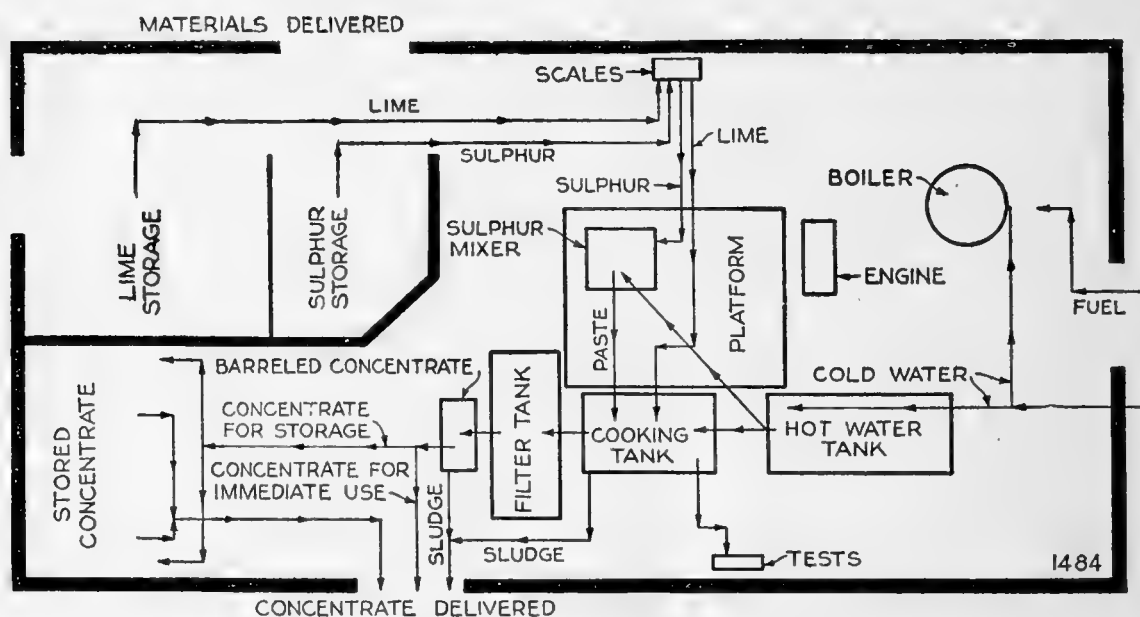 MATERIALS DELIVERED
SCALES
LIME
SULPHUR
LIME
SULPHUR
BOILER
LIME
STORAGE
SULPHUR
STORAGE
SULPHUR
MIXER
PLATFORM
ENGINE
FUEL
PASTE
COLD WATER
BARRELED CONCENTRATE
CONCENTRATE
FOR STORAGE
CONCENTRATE FOR
IMMEDIATE USE
STORED
CONCENTRATE
FILTER TANK
COOKING
TANK
HOT WATER
TANK
SLUDGE
SLUDGE
TESTS
1484
CONCENTRATE DELIVERED